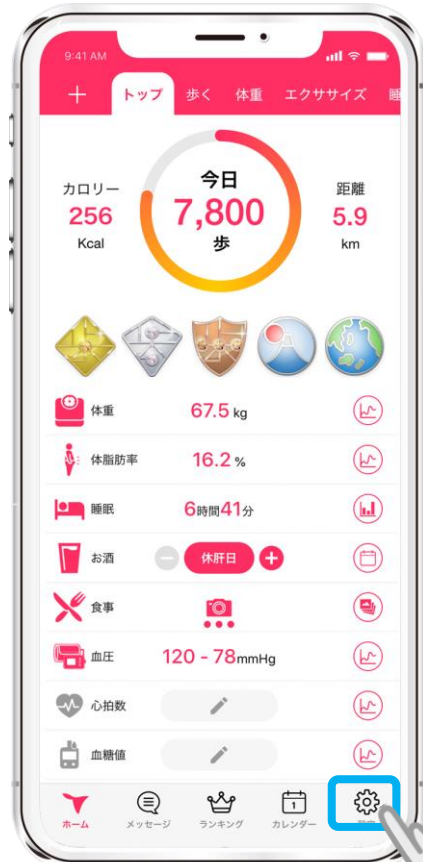 9:41 AM
トップ 歩く 体重 エクササイズ
カロリー
256
Kcal
今日
7,800
歩
距離
5.9
km
体重 67.5 kg
体脂肪率 16.2 %
睡眠 6時間41分
お酒 休肝日
食事
血圧 120 - 78mmHg
心拍数
血糖値
1
ホーム メッセージ ランキング カレンダー